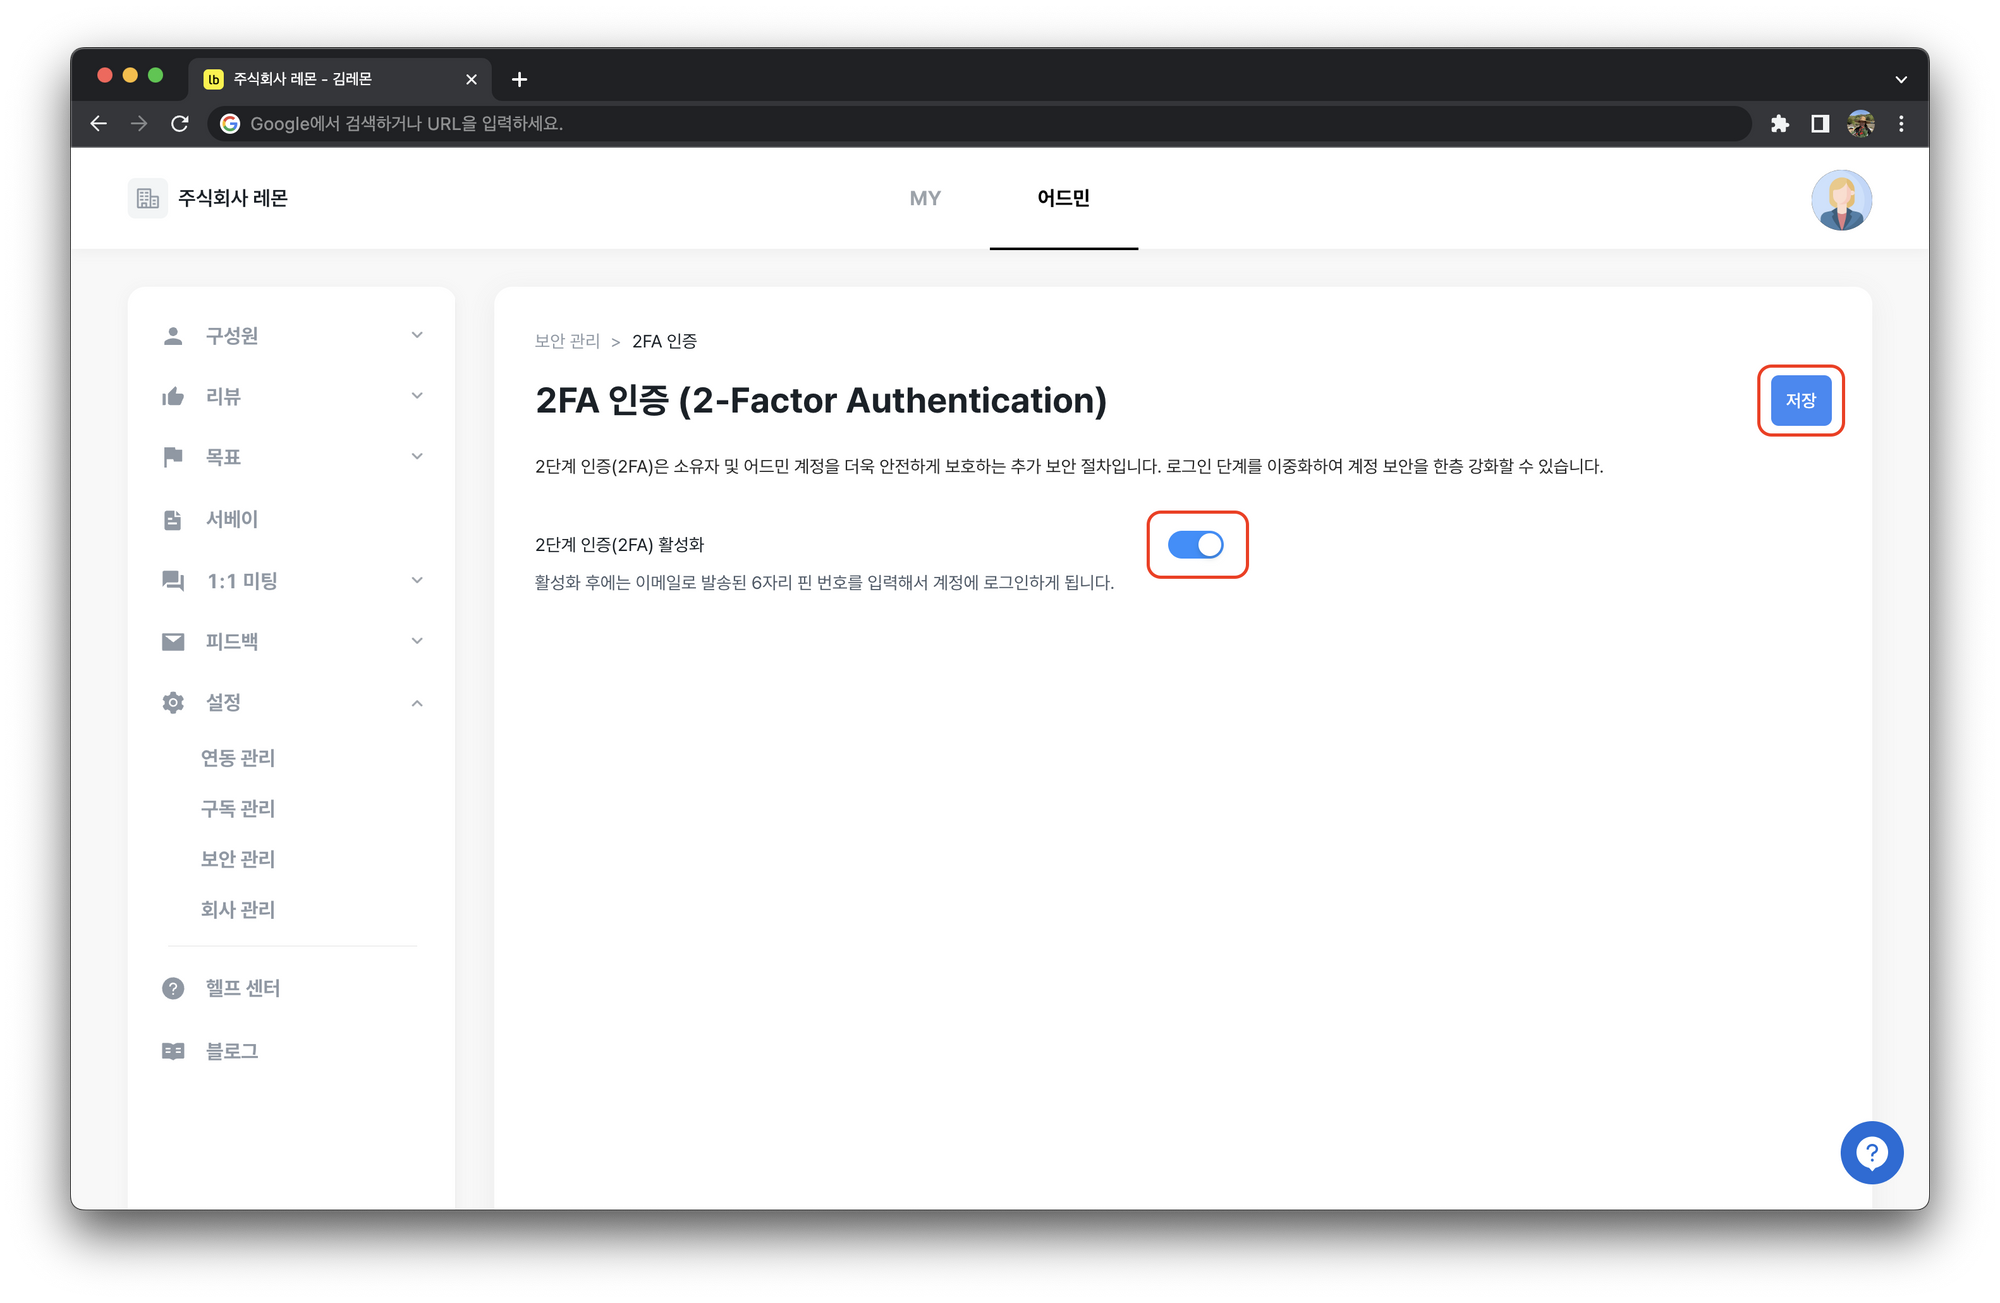 lb 주식회사 레몬 - 김레몬
Google에서 검색하거나 URL을 입력하세요.
주식회사 레몬
MY
어드민
구성원
리뷰
목표
서베이
1:1 미팅
피드백
설정
연동 관리
구독 관리
보안 관리
회사 관리
헬프 센터
블로그
보안 관리 > 2FA 인증
2FA 인증 (2-Factor Authentication)
저장
2단계 인증(2FA)은 소유자 및 어드민 계정을 더욱 안전하게 보호하는 추가 보안 절차입니다. 로그인 단계를 이중화하여 계정 보안을 한층 강화할 수 있습니다.
2단계 인증(2FA) 활성화
활성화 후에는 이메일로 발송된 6자리 핀 번호를 입력해서 계정에 로그인하게 됩니다.